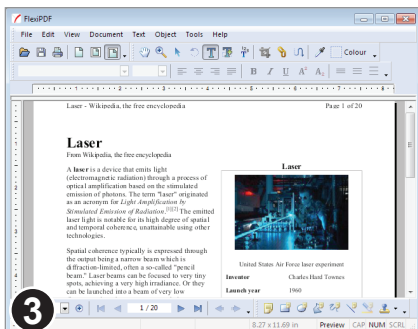 FlexiPDF
File Edit View Document Text Object Tools Help
Colour
Laser - Wikipedia, the free encyclopedia Page 1 of 20
Laser
From Wikipedia, the free encyclopedia
A laser is a device that emits light
(electromagnetic radiation) through a process of
optical amplification based on the stimulated
emission of photons. The term "laser" originated
as an acronym for Light Amplification by
Stimulated Emission of Radiation.[1][2] The emitted
laser light is notable for its high degree of spatial
and temporal coherence, unattainable using other
technologies.
Spatial coherence typically is expressed through
the output being a narrow beam which is
diffraction-limited, often a so-called "pencil
beam." Laser beams can be focused to very tiny
spots, achieving a very high irradiance. Or they
can be launched into a beam of very low
Laser
United States Air Force laser experiment
Inventor Charles Hard Townes
Launch year 1960
3
1 / 20
8.27 x 11.69 in Preview CAP NUM SCRL